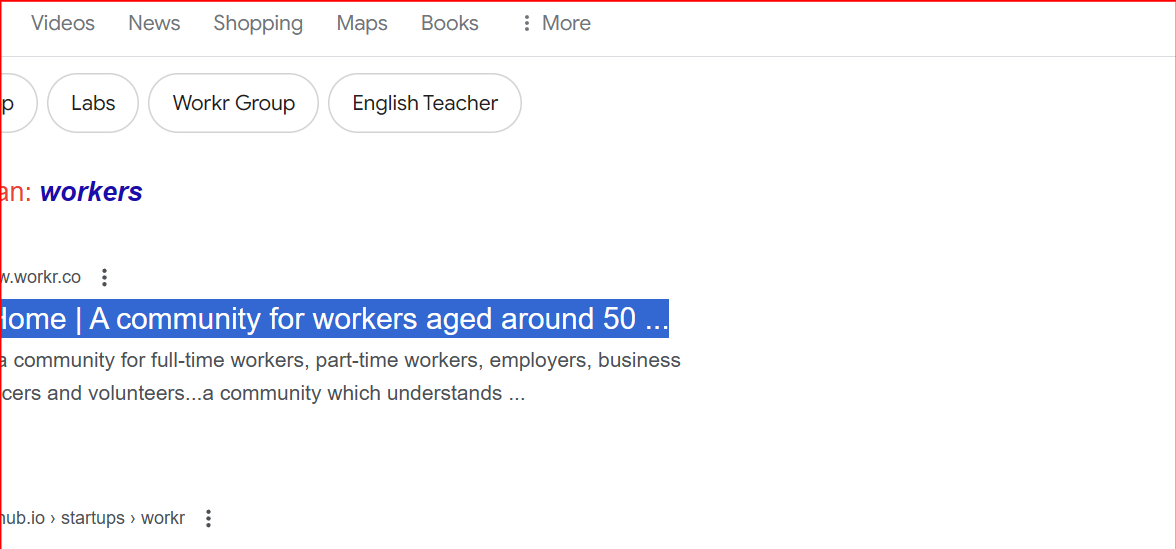 Videos News Shopping Maps Books More
p Labs Workr Group English Teacher
an: workers
w.workr.co
Home | A community for workers aged around 50 ...
a community for full-time workers, part-time workers, employers, business
cers and volunteers...a community which understands ...
hub.io › startups › workr